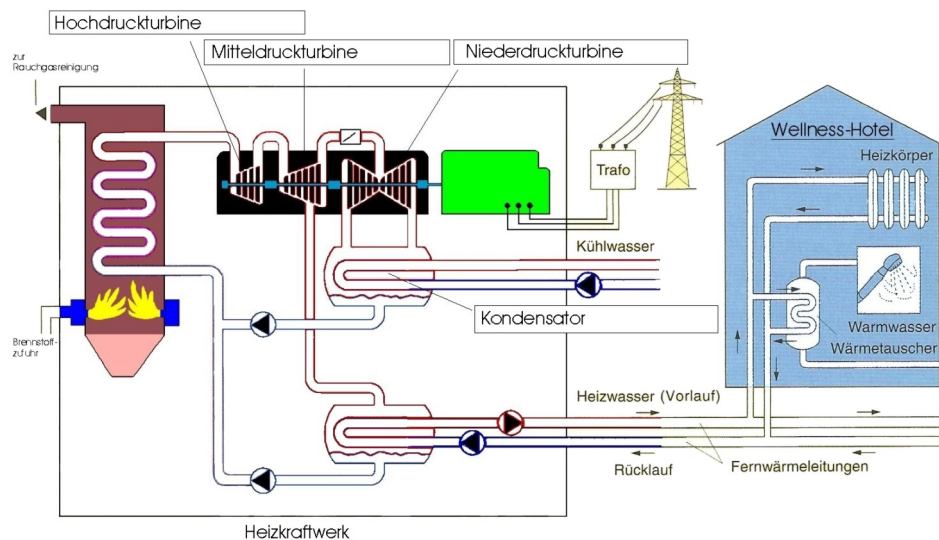 Hochdruckturbine
Mitteldruckturbine
Niederdruckturbine
zur
Rauchgasreinigung
Wellness-Hotel
Heizkörper
Trafo
Kühlwasser
Kondensator
Warmwasser
Wärmetauscher
Brennstoff-
zufuhr
Heizwasser (Vorlauf)
Rücklauf
Fernwärmeleitungen
Heizkraftwerk